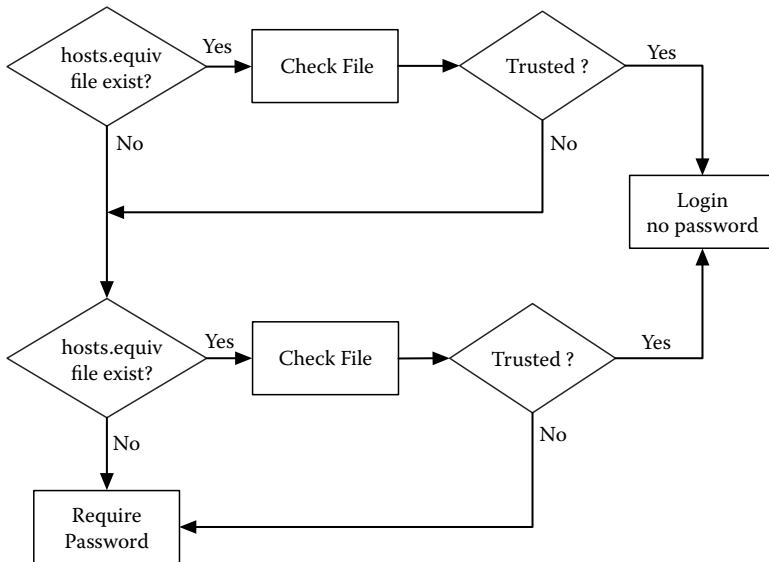 hosts.equiv
file exist?
Yes
Check File
Trusted ?
Yes
No
No
Login
no password
hosts.equiv
file exist?
Yes
Check File
Trusted ?
Yes
No
No
Require
Password